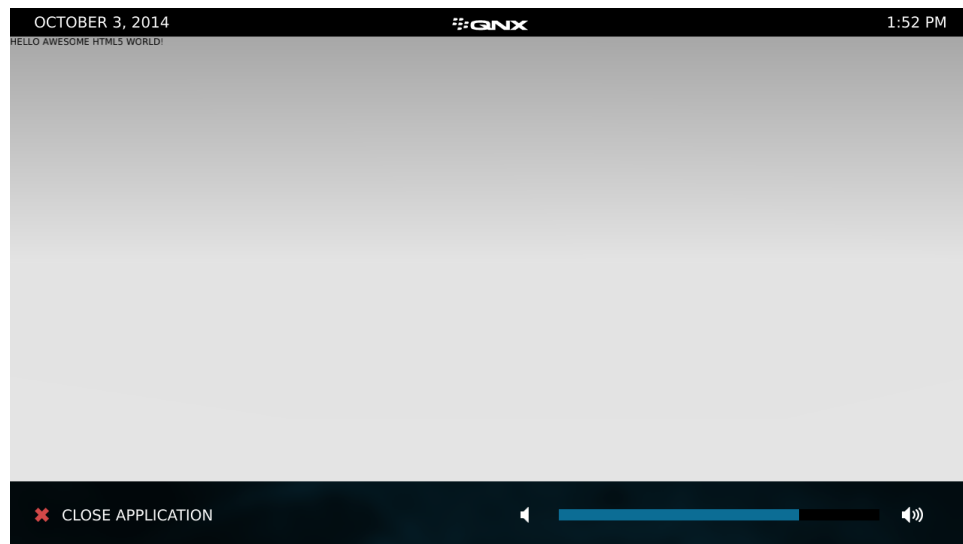 OCTOBER 3, 2014 QNX 1:52 PM
HELLO AWESOME HTML5 WORLD!
CLOSE APPLICATION